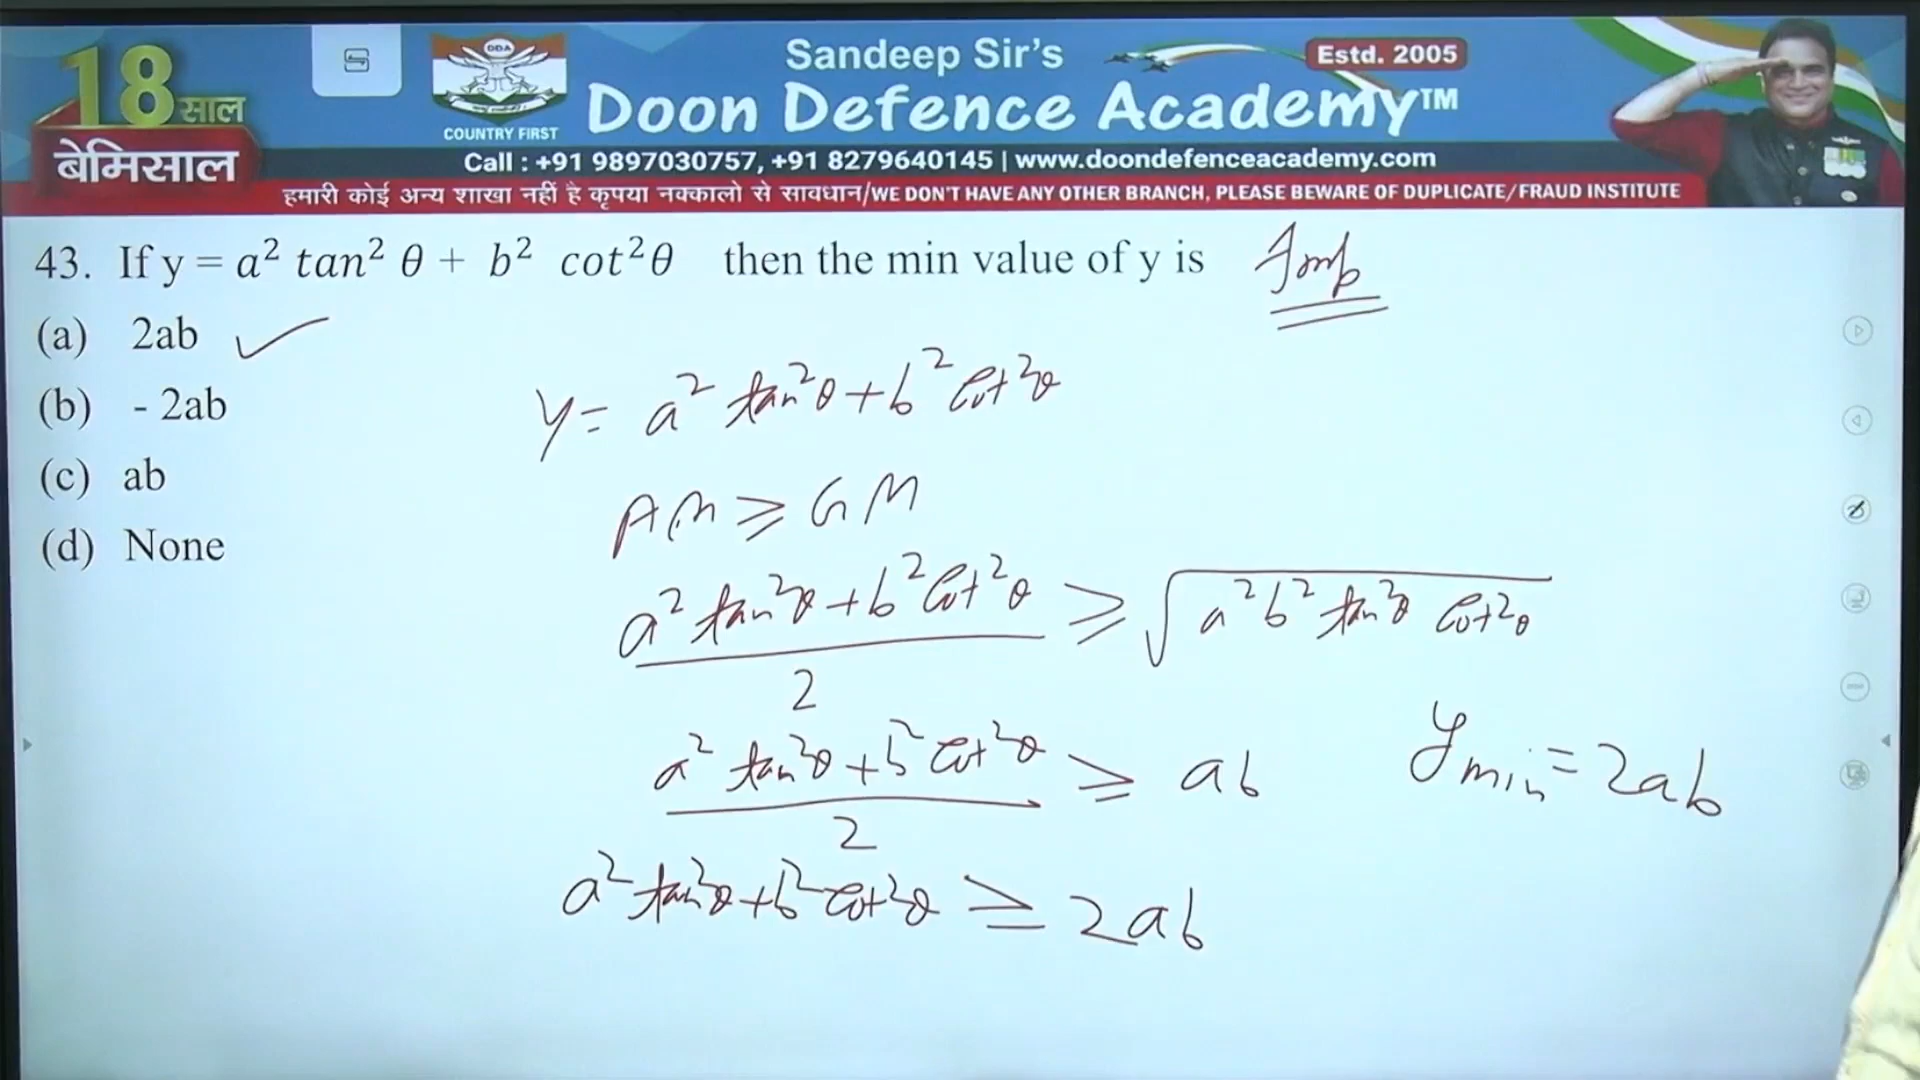 18 साल
बेमिसाल
DDA
COUNTRY FIRST
Sandeep Sir's
Estd. 2005
Doon Defence Academy™
Call : +91 9897030757, +91 8279640145 | www.doondefenceacademy.com
हमारी कोई अन्य शाखा नहीं है कृपया नक्कालो से सावधान/WE DON'T HAVE ANY OTHER BRANCH, PLEASE BEWARE OF DUPLICATE/FRAUD INSTITUTE
43. If y = a² tan² θ + b² cot²θ then the min value of y is Imp
(a) 2ab ✓
(b) - 2ab
(c) ab
(d) None
y = a² tan²θ + b² cot²θ
AM ≥ GM
(a² tan²θ + b² cot²θ)/2 ≥ √(a²b² tan²θ cot²θ)
(a² tan²θ + b² cot²θ)/2 ≥ ab
y min = 2ab
a² tan²θ + b² cot²θ ≥ 2ab